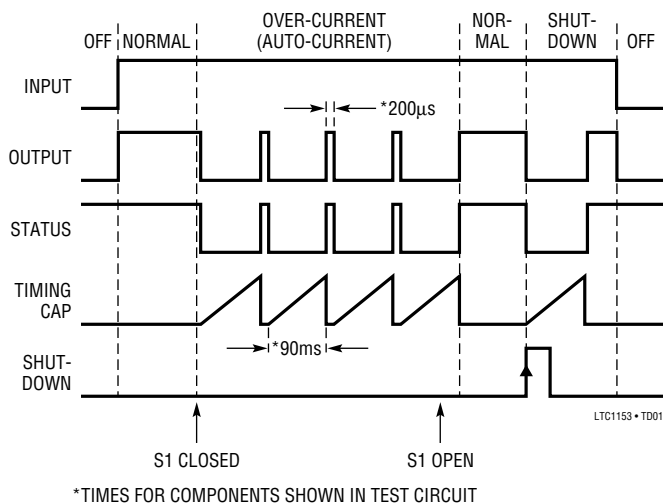 OVER-CURRENT
(AUTO-CURRENT)
NOR-
MAL
SHUT-
DOWN
OFF
NORMAL
OFF
INPUT
*200µs
OUTPUT
STATUS
TIMING
CAP
*90ms
SHUT-
DOWN
LTC1153 • TD01
S1 CLOSED
S1 OPEN
*TIMES FOR COMPONENTS SHOWN IN TEST CIRCUIT